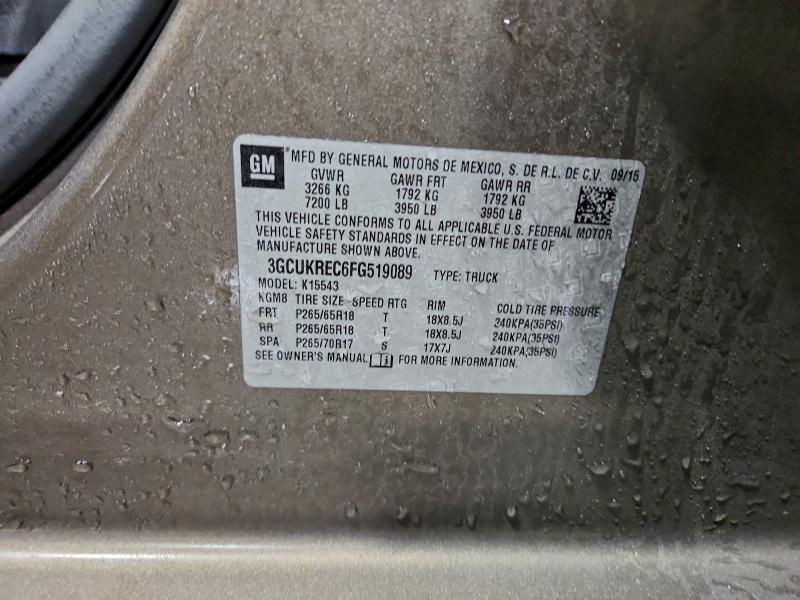 GM MFD BY GENERAL MOTORS DE MEXICO, S. DE R.L. DE C.V. 09/15
GVWR GAWR FRT GAWR RR
3266 KG 1792 KG 1792 KG
7200 LB 3950 LB 3950 LB
THIS VEHICLE CONFORMS TO ALL APPLICABLE U.S. FEDERAL MOTOR
VEHICLE SAFETY STANDARDS IN EFFECT ON THE DATE OF
MANUFACTURE SHOWN ABOVE.
3GCUKREC6FG519089 TYPE: TRUCK
MODEL: K15543
KGM8 TIRE SIZE SPEED RTG RIM COLD TIRE PRESSURE
FRT P265/65R18 T 18X8.5J 240KPA(35PSI)
RR P265/65R18 T 18X8.5J 240KPA(35PSI)
SPA P265/70R17 S 17X7J 240KPA(35PSI)
SEE OWNER'S MANUAL FOR MORE INFORMATION.